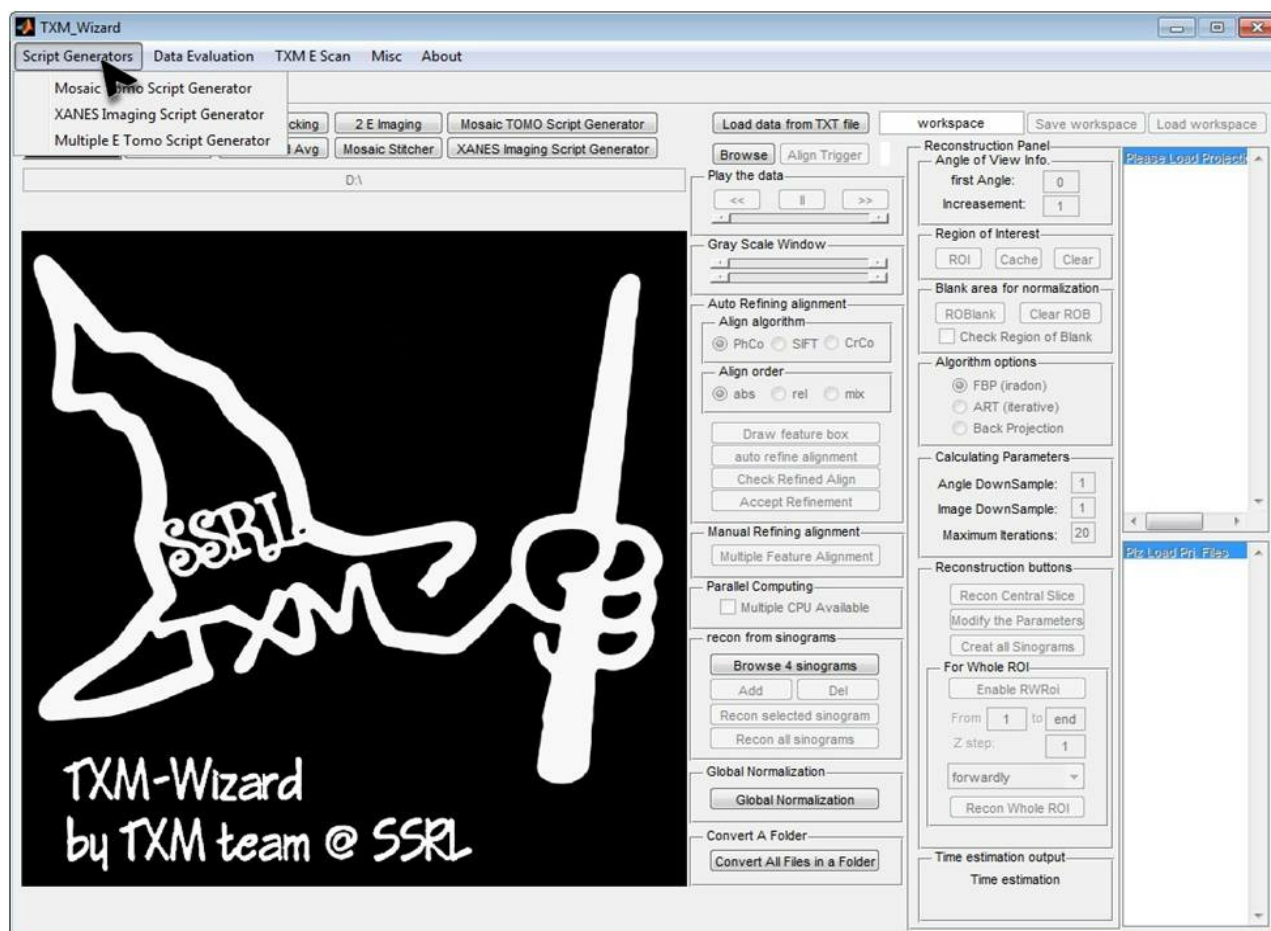 TXM_Wizard
Script Generators Data Evaluation TXM E Scan Misc About
Mosaic Tomo Script Generator
XANES Imaging Script Generator
Multiple E Tomo Script Generator
2 E Imaging Mosaic TOMO Script Generator
Avg Mosaic Stitcher XANES Imaging Script Generator
D:\
SSRL
TXM
TXM-Wizard
by TXM team @ SSRL
Load data from TXT file
workspace Save workspace Load workspace
Browse Align Trigger
Play the data
<< || >>
Gray Scale Window
Auto Refining alignment
Align algorithm
PhCo SIFT CrCo
Align order
abs rel mix
Draw feature box
auto refine alignment
Check Refined Align
Accept Refinement
Manual Refining alignment
Multiple Feature Alignment
Parallel Computing
Multiple CPU Available
recon from sinograms
Browse 4 sinograms
Add Del
Recon selected sinogram
Recon all sinograms
Global Normalization
Global Normalization
Convert A Folder
Convert All Files in a Folder
Reconstruction Panel
Angle of View Info.
first Angle: 0
Increasement: 1
Region of Interest
ROI Cache Clear
Blank area for normalization
ROBlank Clear ROB
Check Region of Blank
Algorithm options
FBP (iradon)
ART (iterative)
Back Projection
Calculating Parameters
Angle DownSample: 1
Image DownSample: 1
Maximum Iterations: 20
Reconstruction buttons
Recon Central Slice
Modify the Parameters
Creat all Sinograms
For Whole ROI
Enable RWRoi
From 1 to end
Z step: 1
forwardly
Recon Whole ROI
Time estimation output
Time estimation
Please Load Projecti
Plz Load Prj. Files